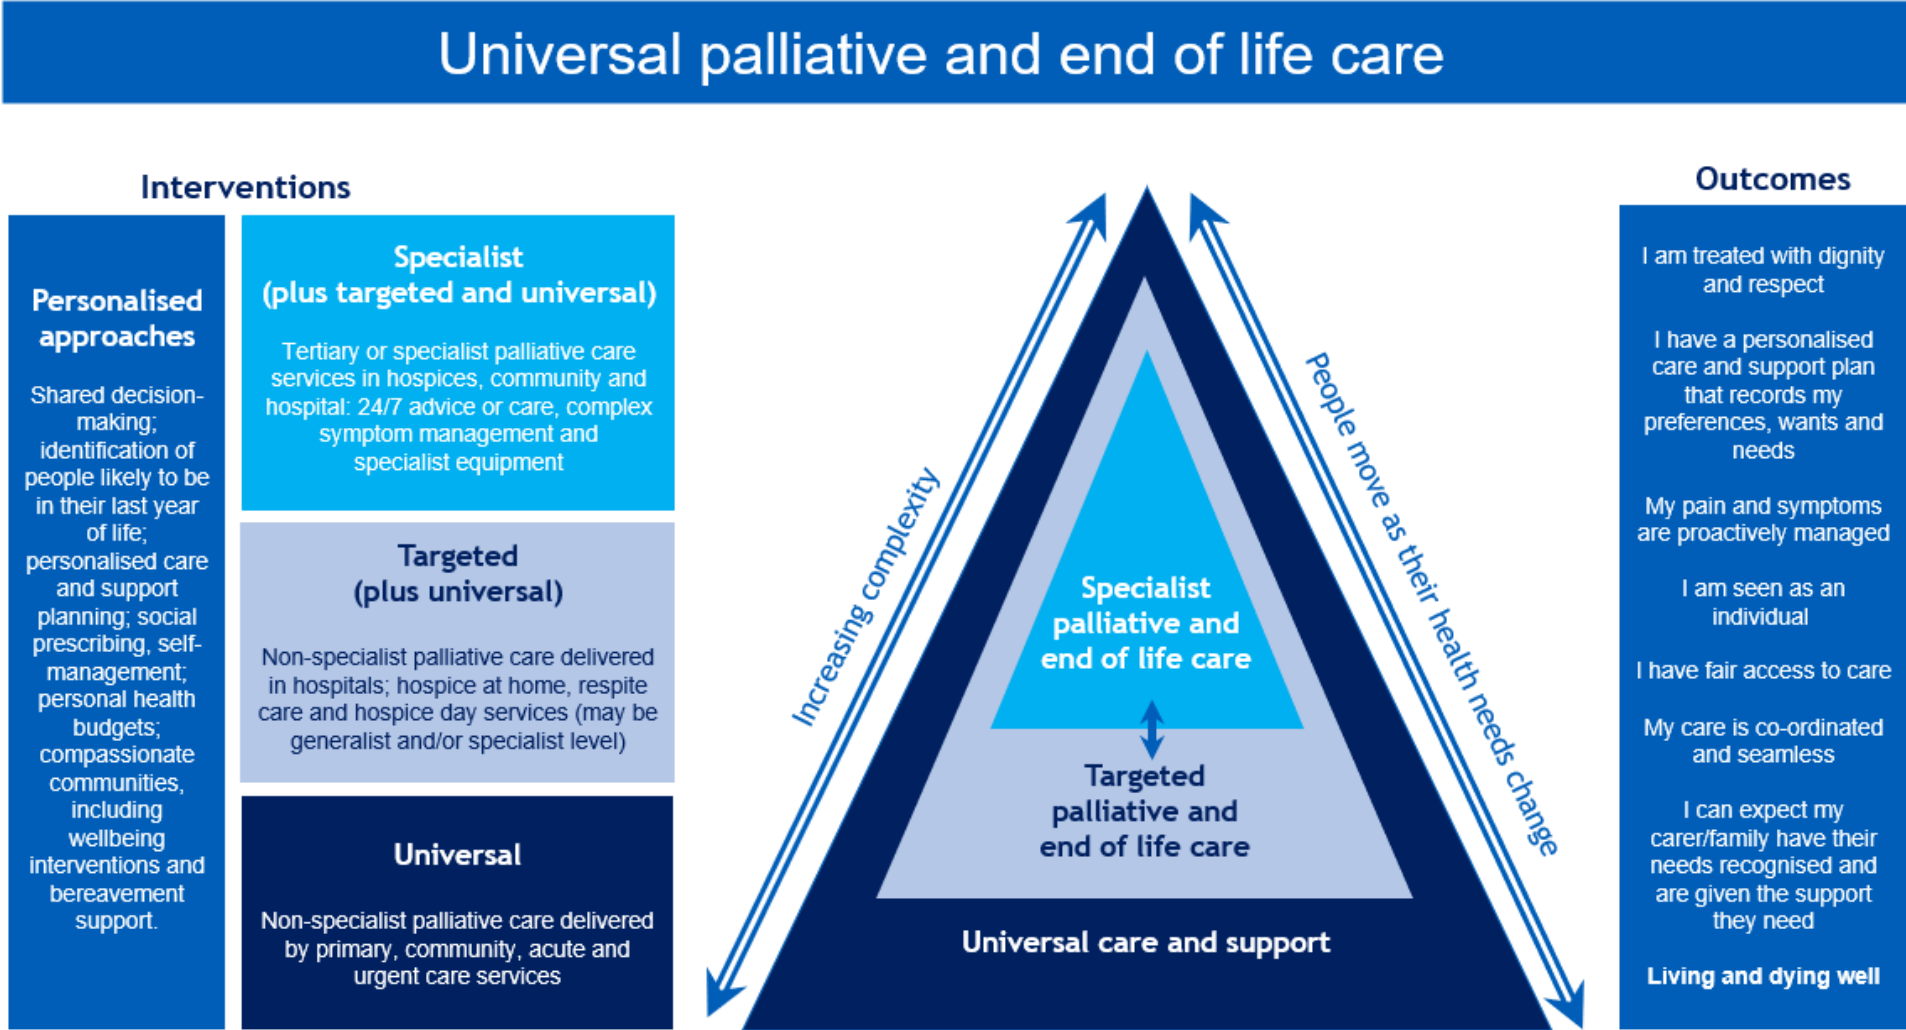 Universal palliative and end of life care
Interventions
Personalised
approaches
Shared decision-
making;
identification of
people likely to be
in their last year
of life;
personalised care
and support
planning; social
prescribing, self-
management;
personal health
budgets;
compassionate
communities,
including
wellbeing
interventions and
bereavement
support.
Specialist
(plus targeted and universal)
Tertiary or specialist palliative care
services in hospices, community and
hospital: 24/7 advice or care, complex
symptom management and
specialist equipment
Targeted
(plus universal)
Non-specialist palliative care delivered
in hospitals; hospice at home, respite
care and hospice day services (may be
generalist and/or specialist level)
Universal
Non-specialist palliative care delivered
by primary, community, acute and
urgent care services
Increasing complexity
Specialist
palliative and
end of life care
Targeted
palliative and
end of life care
Universal care and support
People move as their health needs change
Outcomes
I am treated with dignity
and respect
I have a personalised
care and support plan
that records my
preferences, wants and
needs
My pain and symptoms
are proactively managed
I am seen as an
individual
I have fair access to care
My care is co-ordinated
and seamless
I can expect my
carer/family have their
needs recognised and
are given the support
they need
Living and dying well